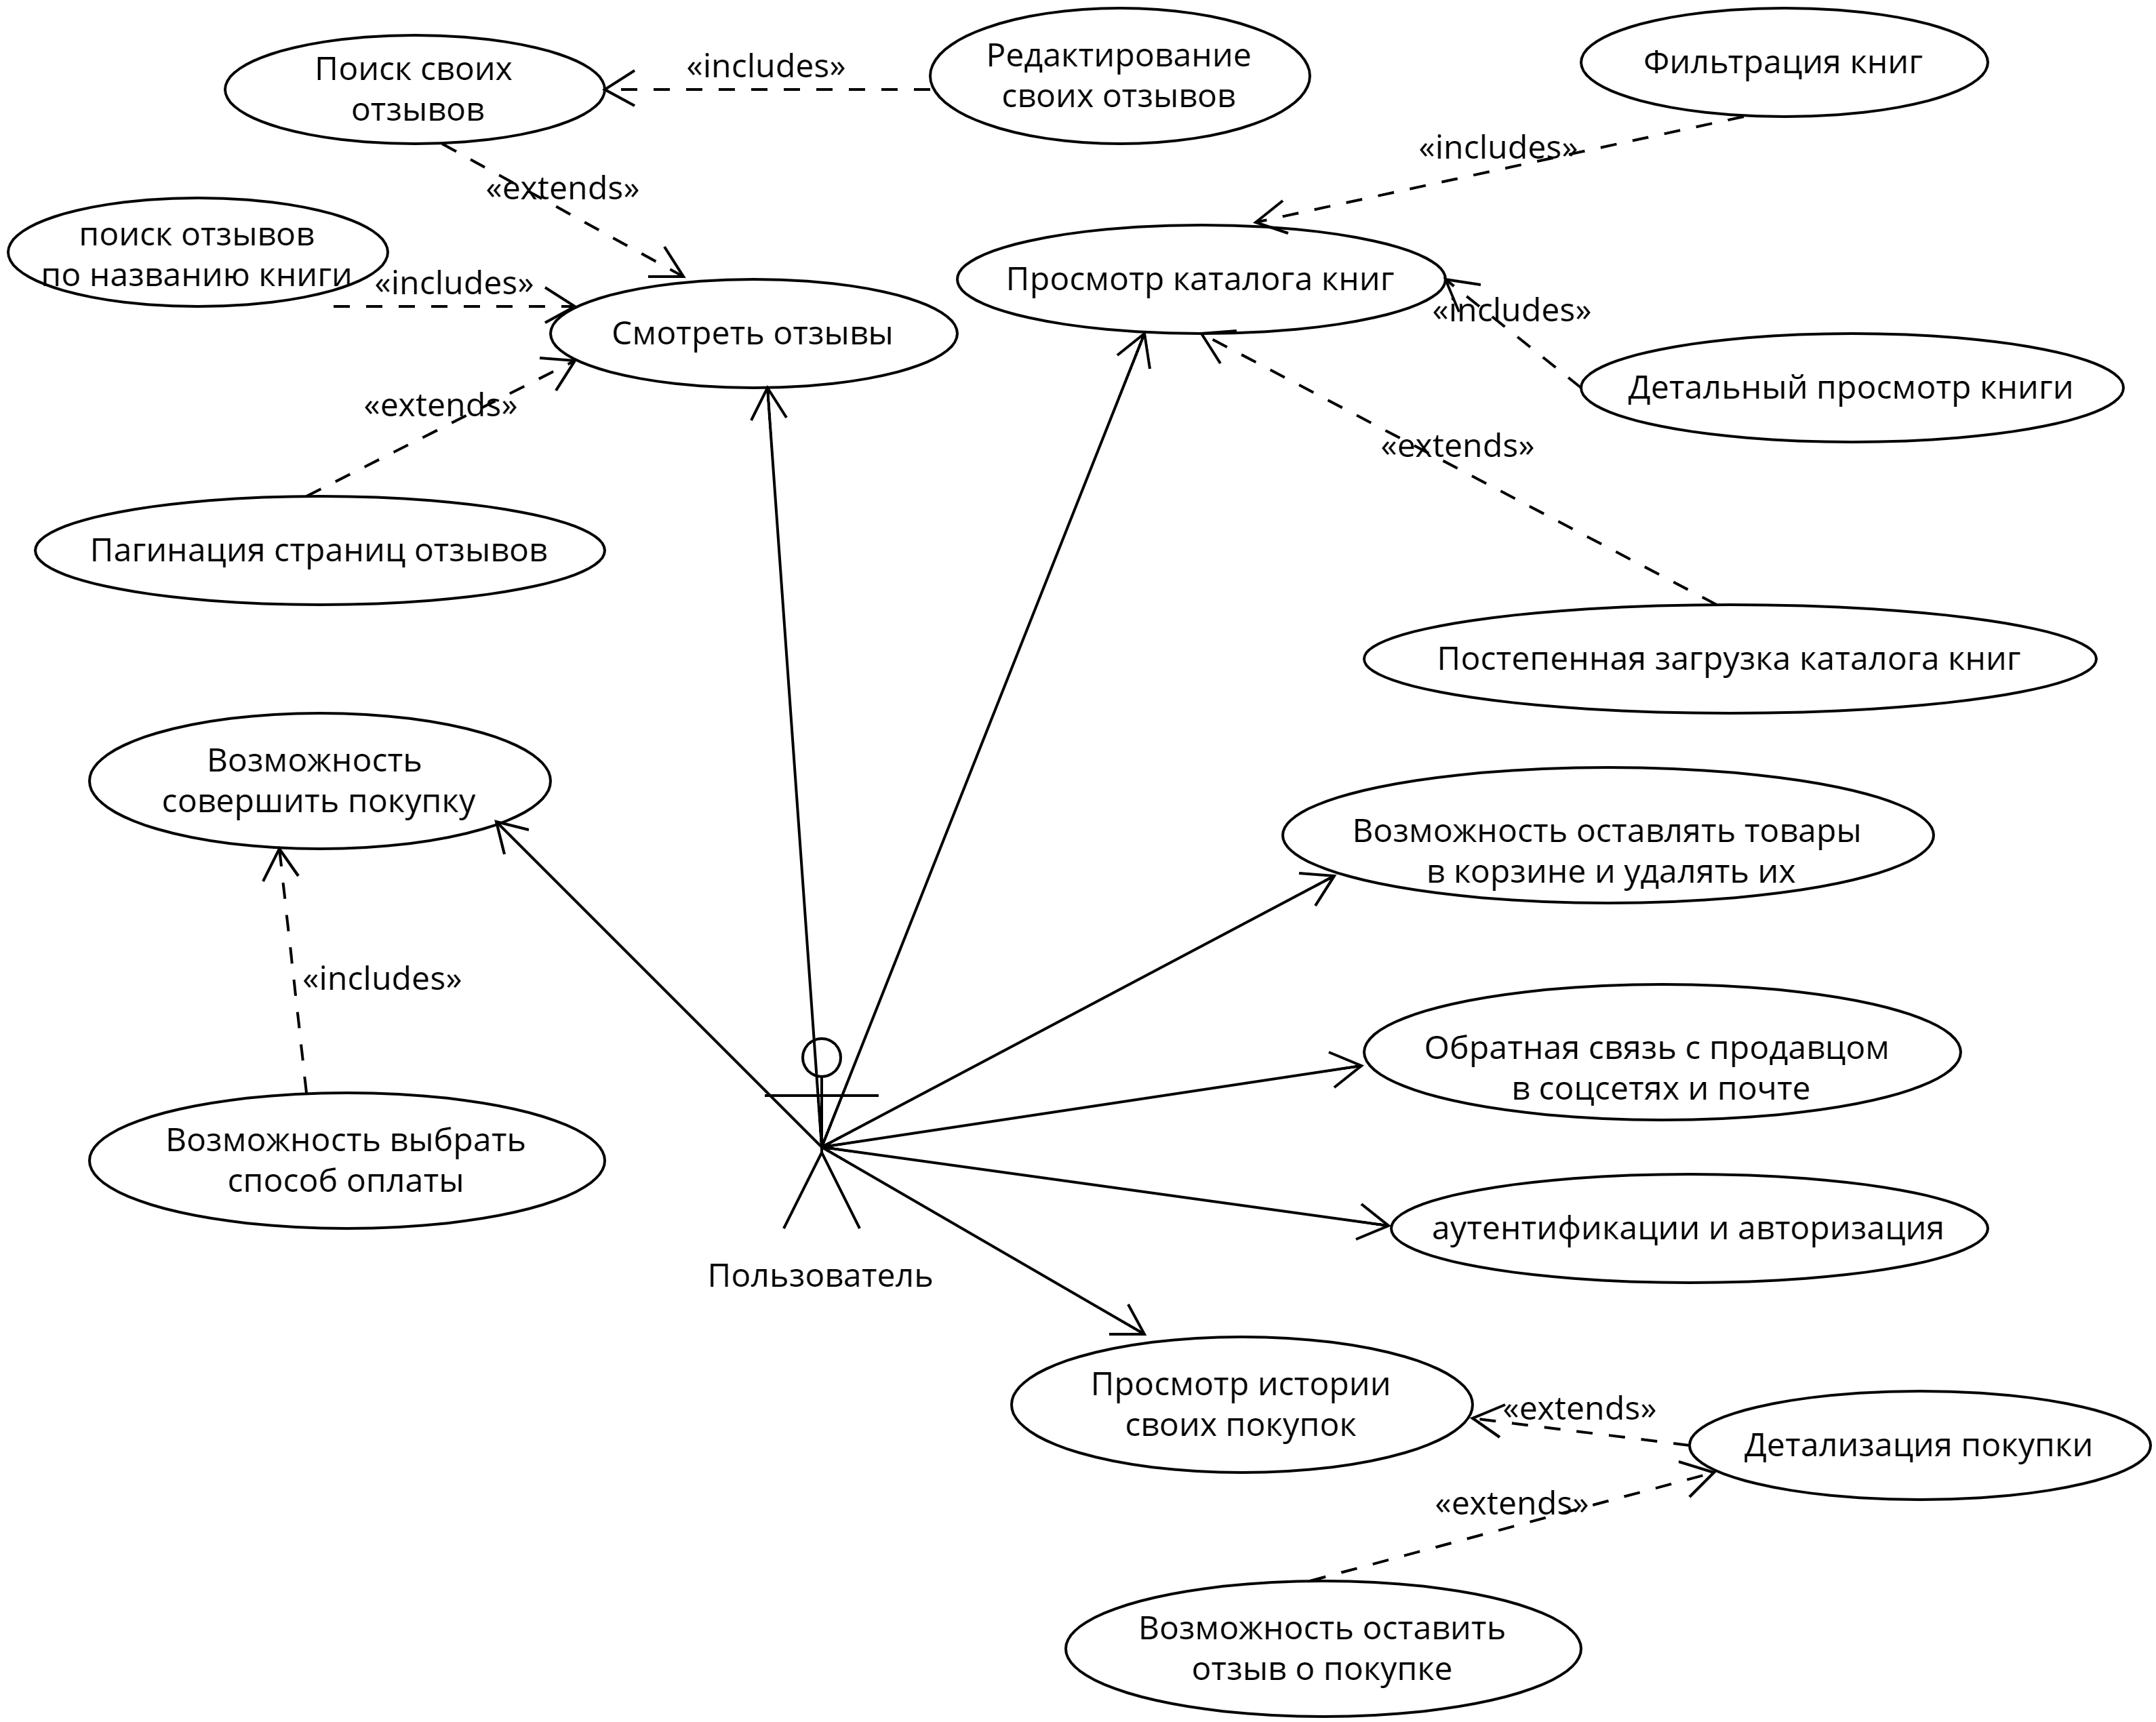 Поиск своих
отзывов
«includes»
Редактирование
своих отзывов
Фильтрация книг
«includes»
«extends»
поиск отзывов
по названию книги
«includes»
Смотреть отзывы
Просмотр каталога книг
«includes»
Детальный просмотр книги
«extends»
«extends»
Пагинация страниц отзывов
Постепенная загрузка каталога книг
Возможность
совершить покупку
Возможность оставлять товары
в корзине и удалять их
«includes»
Обратная связь с продавцом
в соцсетях и почте
Возможность выбрать
способ оплаты
аутентификации и авторизация
Пользователь
Просмотр истории
своих покупок
«extends»
Детализация покупки
«extends»
Возможность оставить
отзыв о покупке